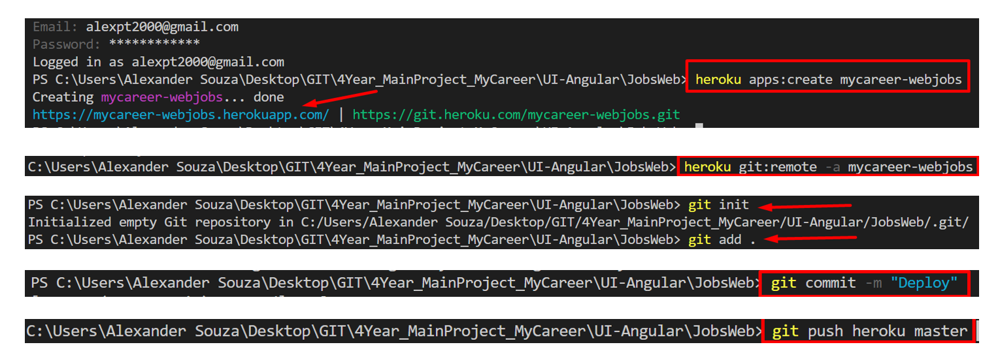 Email: alexpt2000@gmail.com
Password: ************
Logged in as alexpt2000@gmail.com
PS C:\Users\Alexander Souza\Desktop\GIT\4Year_MainProject_MyCareer\UI-Angular\JobsWeb> heroku apps:create mycareer-webjobs
Creating mycareer-webjobs... done
https://mycareer-webjobs.herokuapp.com/ | https://git.heroku.com/mycareer-webjobs.git
C:\Users\Alexander Souza\Desktop\GIT\4Year_MainProject_MyCareer\UI-Angular\JobsWeb> heroku git:remote -a mycareer-webjobs
PS C:\Users\Alexander Souza\Desktop\GIT\4Year_MainProject_MyCareer\UI-Angular\JobsWeb> git init
Initialized empty Git repository in C:/Users/Alexander Souza/Desktop/GIT/4Year_MainProject_MyCareer/UI-Angular/JobsWeb/.git/
PS C:\Users\Alexander Souza\Desktop\GIT\4Year_MainProject_MyCareer\UI-Angular\JobsWeb> git add .
PS C:\Users\Alexander Souza\Desktop\GIT\4Year_MainProject_MyCareer\UI-Angular\JobsWeb> git commit -m "Deploy"
C:\Users\Alexander Souza\Desktop\GIT\4Year_MainProject_MyCareer\UI-Angular\JobsWeb> git push heroku master